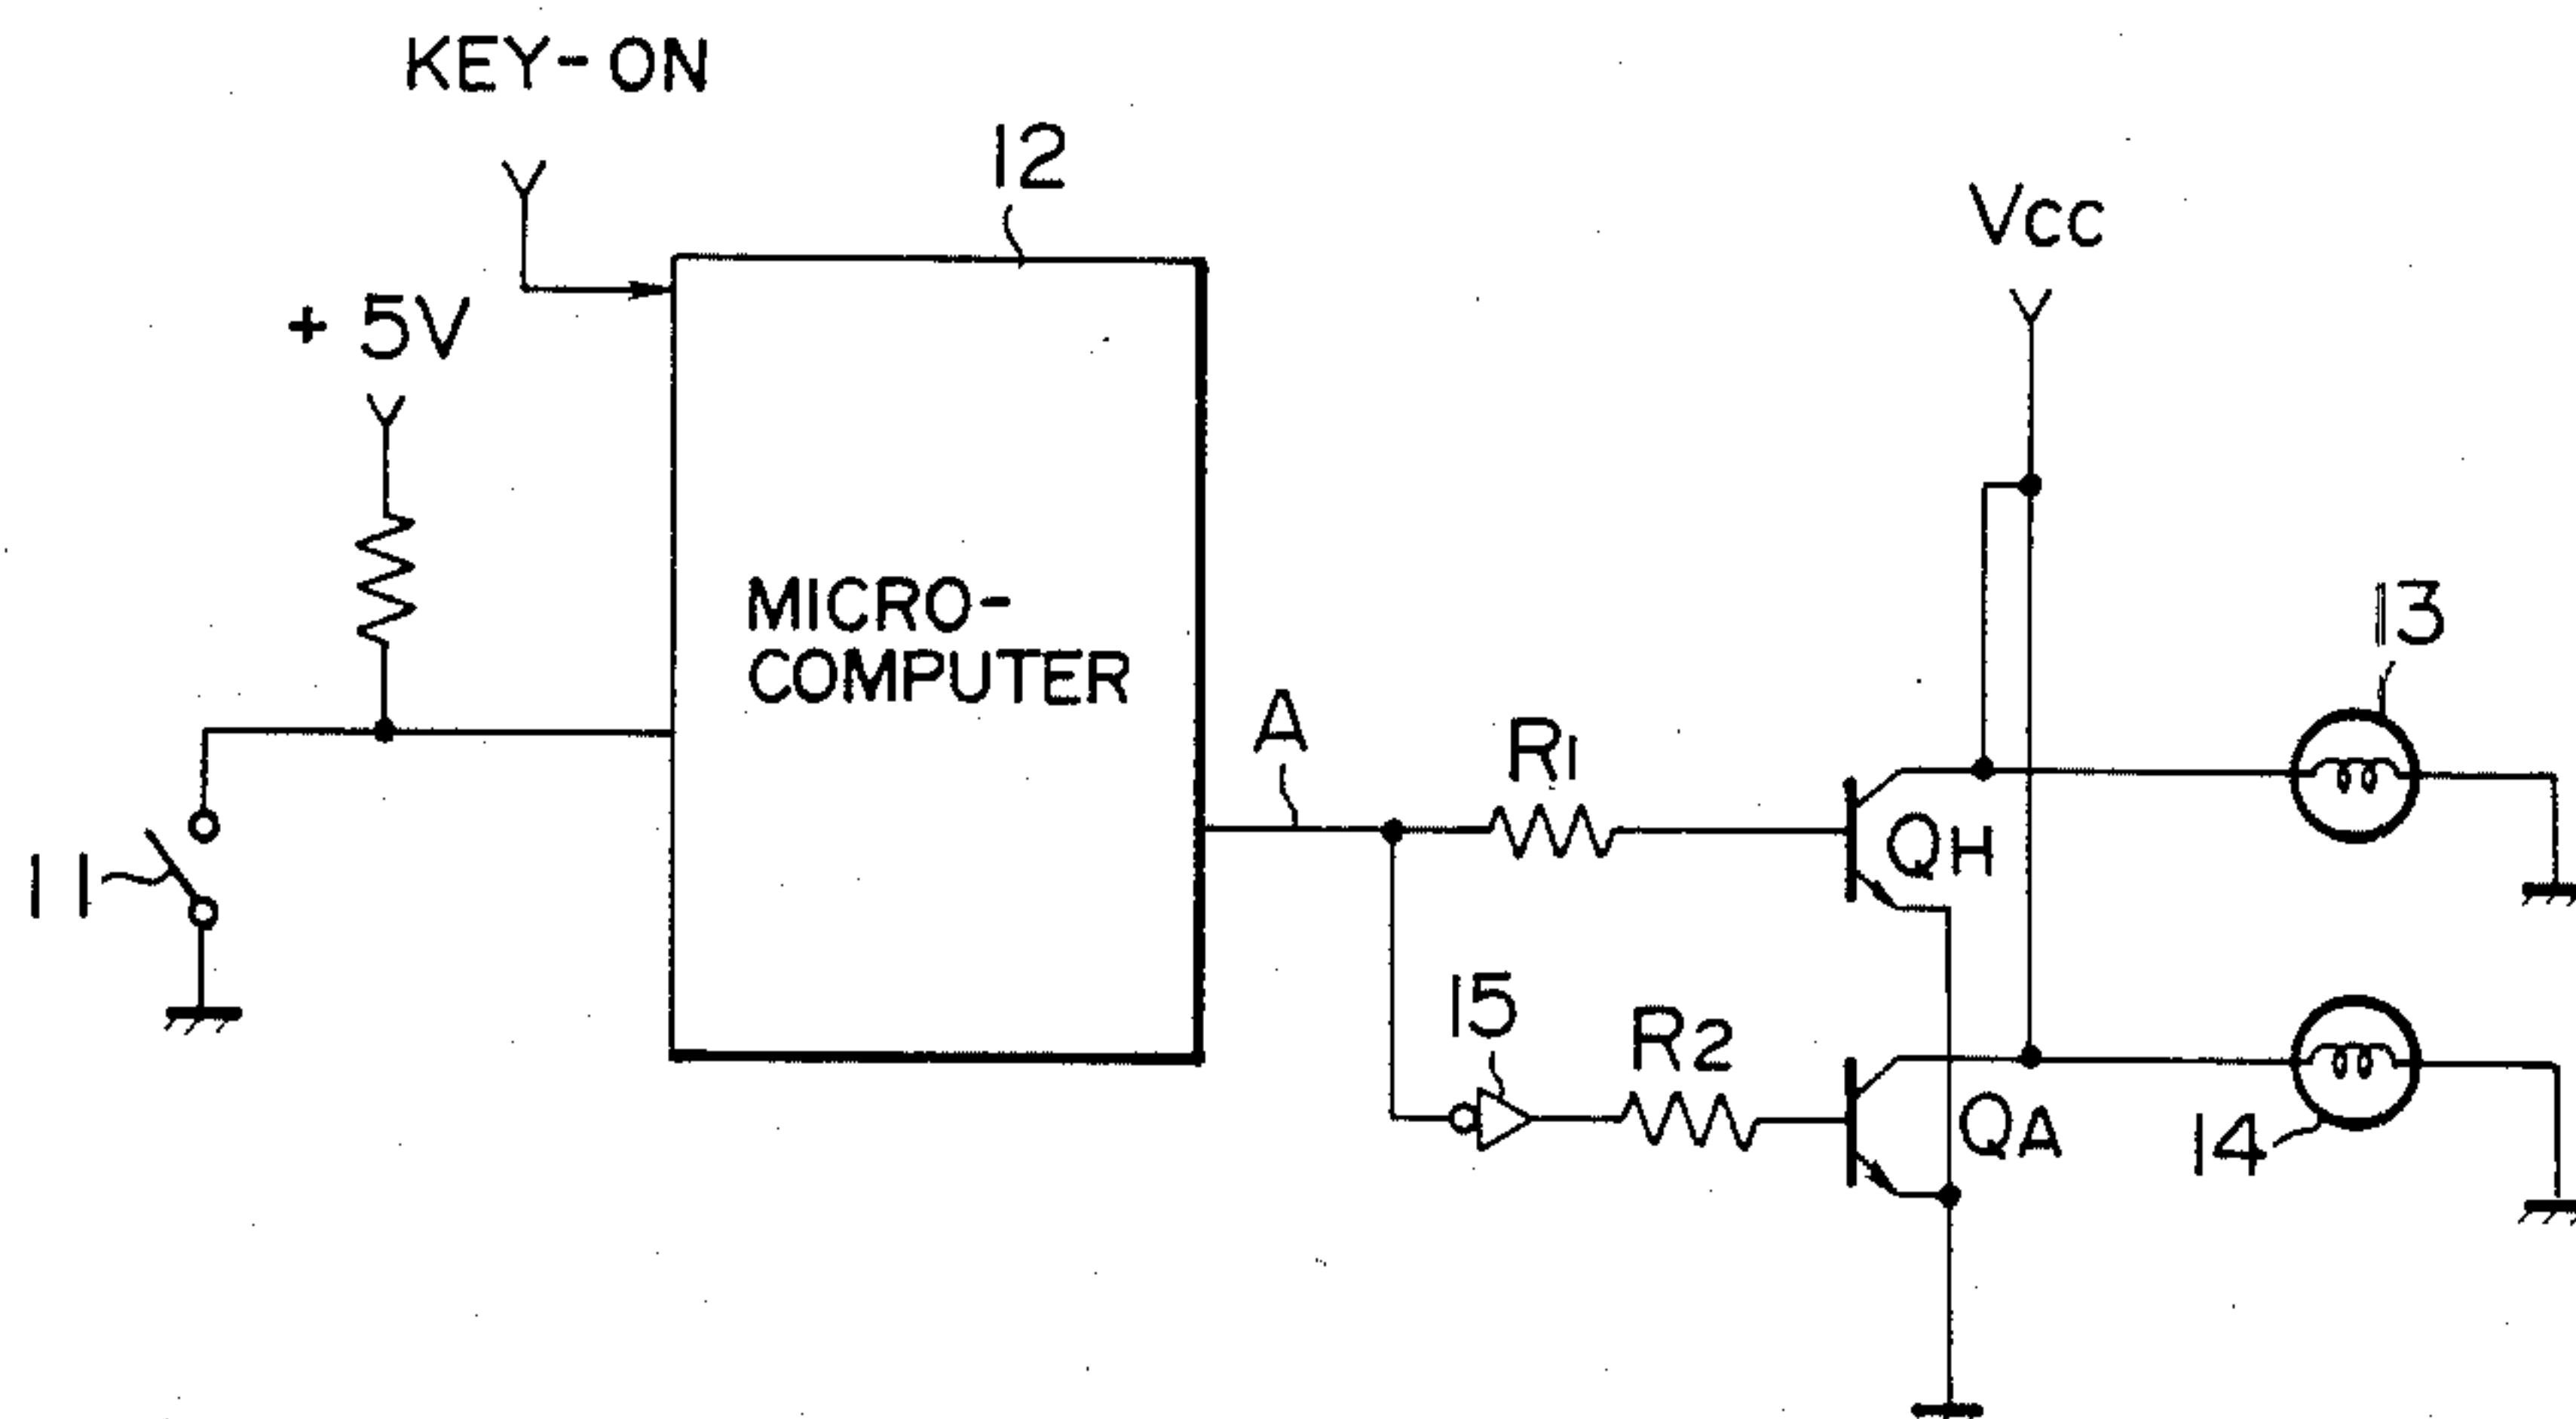 KEY-ON
12
VCC
+ 5V
13
MICRO-
COMPUTER
A
R1
QH
11
15
R2
QA
14